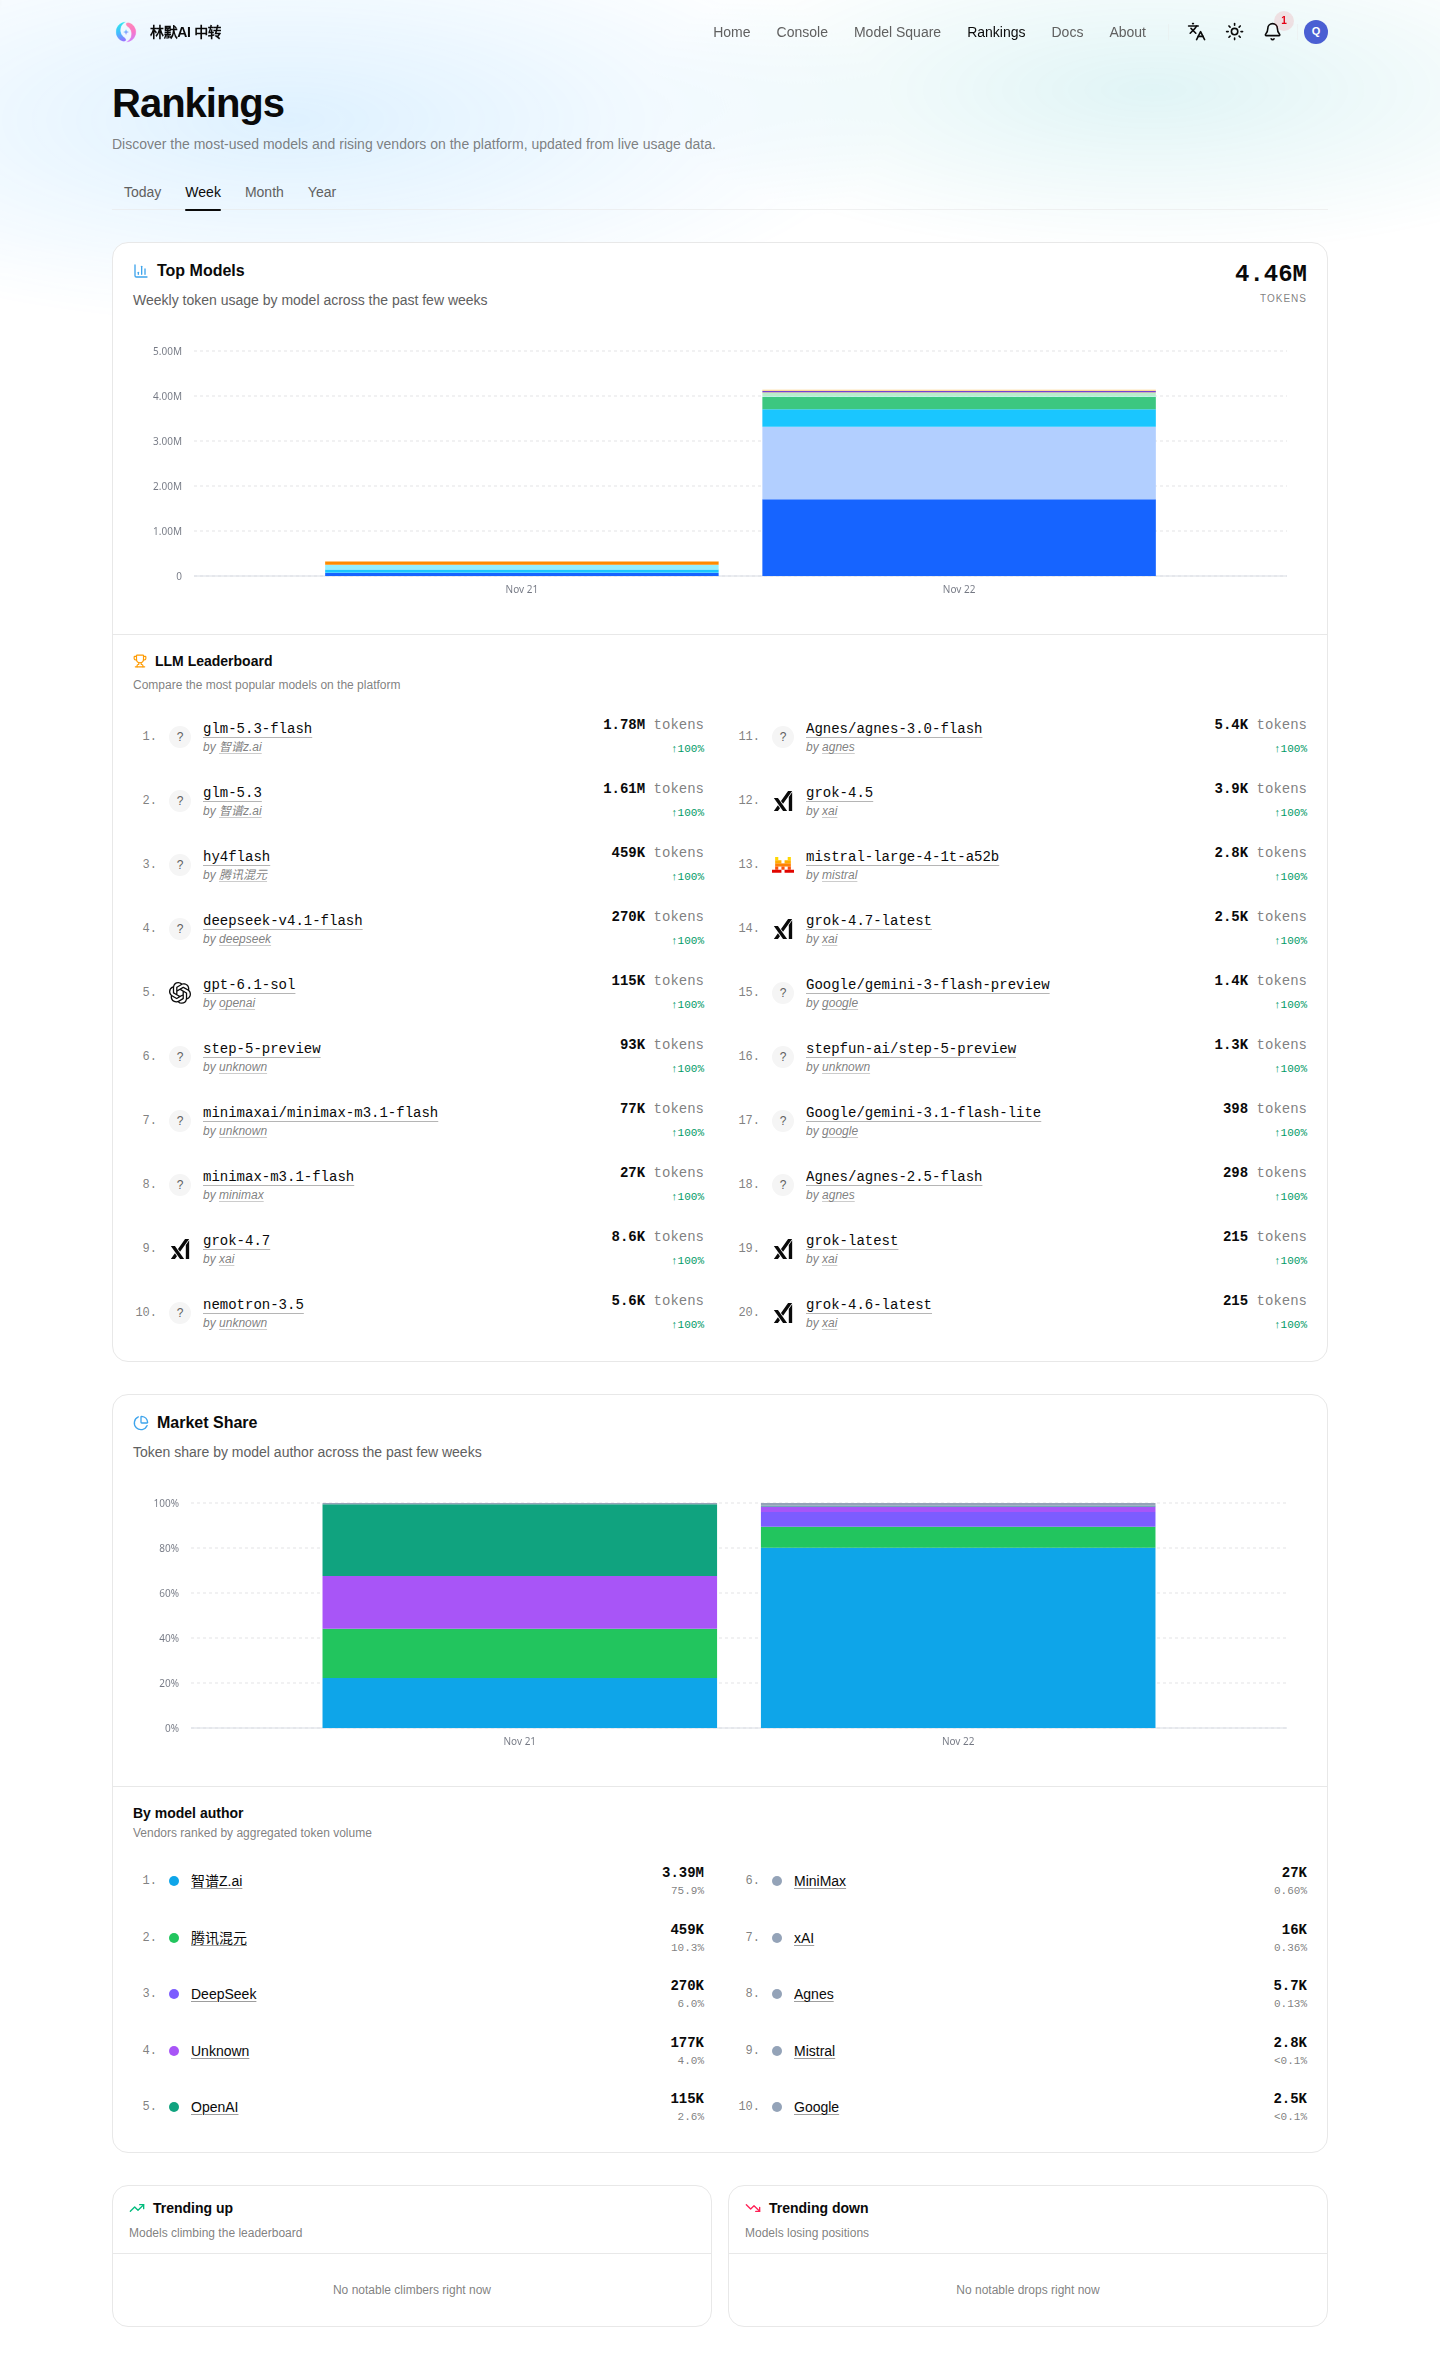 林默AI 中转
Home Console Model Square Rankings Docs About 1 Q
Rankings
Discover the most-used models and rising vendors on the platform, updated from live usage data.
Today Week Month Year
Top Models
4.46M
Weekly token usage by model across the past few weeks
TOKENS
5.00M
4.00M
3.00M
2.00M
1.00M
0
Nov 21 Nov 22
LLM Leaderboard
Compare the most popular models on the platform
1. ? glm-5.3-flash 1.78M tokens
by 智谱z.ai ↑100%
2. ? glm-5.3 1.61M tokens
by 智谱z.ai ↑100%
3. ? hy4flash 459K tokens
by 腾讯混元 ↑100%
4. ? deepseek-v4.1-flash 270K tokens
by deepseek ↑100%
5. gpt-6.1-sol 115K tokens
by openai ↑100%
6. ? step-5-preview 93K tokens
by unknown ↑100%
7. ? minimaxai/minimax-m3.1-flash 77K tokens
by unknown ↑100%
8. ? minimax-m3.1-flash 27K tokens
by minimax ↑100%
9. grok-4.7 8.6K tokens
by xai ↑100%
10. ? nemotron-3.5 5.6K tokens
by unknown ↑100%
11. ? Agnes/agnes-3.0-flash 5.4K tokens
by agnes ↑100%
12. grok-4.5 3.9K tokens
by xai ↑100%
13. mistral-large-4-1t-a52b 2.8K tokens
by mistral ↑100%
14. grok-4.7-latest 2.5K tokens
by xai ↑100%
15. ? Google/gemini-3-flash-preview 1.4K tokens
by google ↑100%
16. ? stepfun-ai/step-5-preview 1.3K tokens
by unknown ↑100%
17. ? Google/gemini-3.1-flash-lite 398 tokens
by google ↑100%
18. ? Agnes/agnes-2.5-flash 298 tokens
by agnes ↑100%
19. grok-latest 215 tokens
by xai ↑100%
20. grok-4.6-latest 215 tokens
by xai ↑100%
Market Share
Token share by model author across the past few weeks
100%
80%
60%
40%
20%
0%
Nov 21 Nov 22
By model author
Vendors ranked by aggregated token volume
1. 智谱Z.ai 3.39M
75.9%
2. 腾讯混元 459K
10.3%
3. DeepSeek 270K
6.0%
4. Unknown 177K
4.0%
5. OpenAI 115K
2.6%
6. MiniMax 27K
0.60%
7. xAI 16K
0.36%
8. Agnes 5.7K
0.13%
9. Mistral 2.8K
<0.1%
10. Google 2.5K
<0.1%
Trending up
Models climbing the leaderboard
No notable climbers right now
Trending down
Models losing positions
No notable drops right now